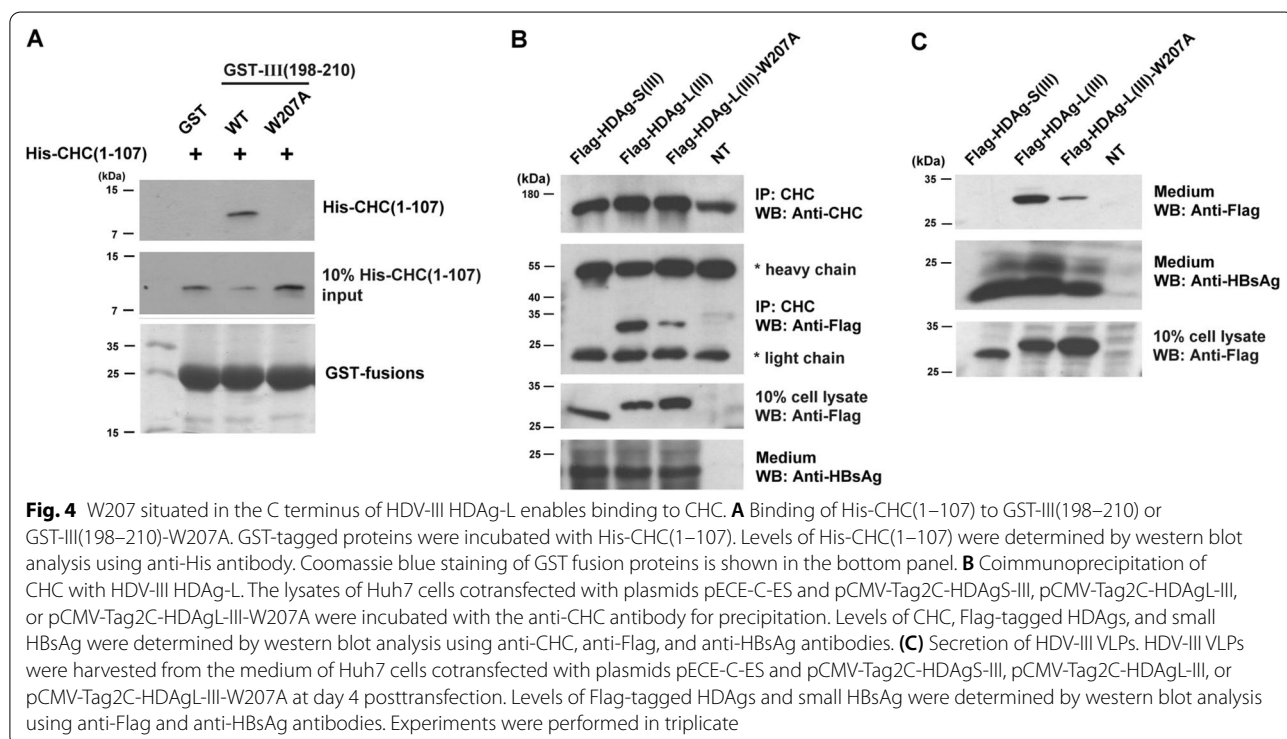 A
GST-III(198-210)
GST
WT
W207A
His-CHC(1-107)
+
+
+
(kDa)
15
7
His-CHC(1-107)
15
7
10% His-CHC(1-107)
input
35
25
15
GST-fusions
B
Flag-HDAg-S(III)
Flag-HDAg-L(III)
Flag-HDAg-L(III)-W207A
NT
(kDa)
180
IP: CHC
WB: Anti-CHC
55
40
35
25
* heavy chain
IP: CHC
WB: Anti-Flag
* light chain
35
25
10% cell lysate
WB: Anti-Flag
25
Medium
WB: Anti-HBsAg
C
Flag-HDAg-S(III)
Flag-HDAg-L(III)
Flag-HDAg-L(III)-W207A
NT
(kDa)
35
25
Medium
WB: Anti-Flag
25
Medium
WB: Anti-HBsAg
35
25
10% cell lysate
WB: Anti-Flag
Fig. 4 W207 situated in the C terminus of HDV-III HDAg-L enables binding to CHC. A Binding of His-CHC(1–107) to GST-III(198–210) or
GST-III(198–210)-W207A. GST-tagged proteins were incubated with His-CHC(1–107). Levels of His-CHC(1–107) were determined by western blot
analysis using anti-His antibody. Coomassie blue staining of GST fusion proteins is shown in the bottom panel. B Coimmunoprecipitation of
CHC with HDV-III HDAg-L. The lysates of Huh7 cells cotransfected with plasmids pECE-C-ES and pCMV-Tag2C-HDAgS-III, pCMV-Tag2C-HDAgL-III,
or pCMV-Tag2C-HDAgL-III-W207A were incubated with the anti-CHC antibody for precipitation. Levels of CHC, Flag-tagged HDAgs, and small
HBsAg were determined by western blot analysis using anti-CHC, anti-Flag, and anti-HBsAg antibodies. (C) Secretion of HDV-III VLPs. HDV-III VLPs
were harvested from the medium of Huh7 cells cotransfected with plasmids pECE-C-ES and pCMV-Tag2C-HDAgS-III, pCMV-Tag2C-HDAgL-III, or
pCMV-Tag2C-HDAgL-III-W207A at day 4 posttransfection. Levels of Flag-tagged HDAgs and small HBsAg were determined by western blot analysis
using anti-Flag and anti-HBsAg antibodies. Experiments were performed in triplicate